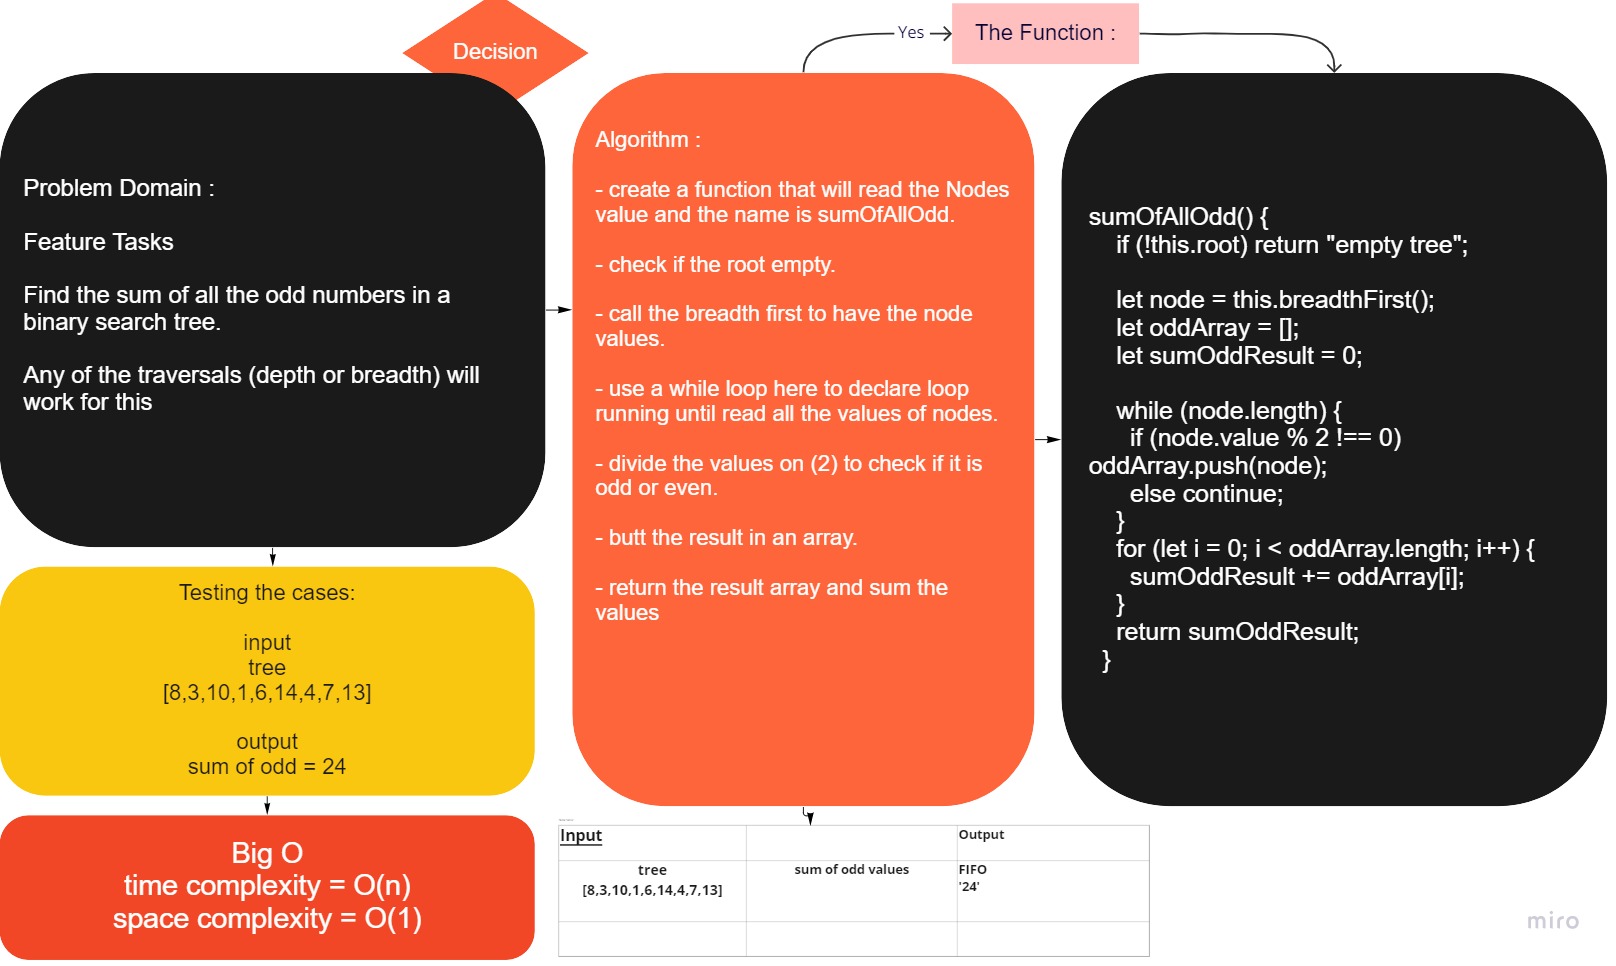 Decision
Yes
The Function :
Problem Domain :
Feature Tasks
Find the sum of all the odd numbers in a
binary search tree.
Any of the traversals (depth or breadth) will
work for this
Algorithm :
- create a function that will read the Nodes
value and the name is sumOfAllOdd.
- check if the root empty.
- call the breadth first to have the node
values.
- use a while loop here to declare loop
running until read all the values of nodes.
- divide the values on (2) to check if it is
odd or even.
- butt the result in an array.
- return the result array and sum the
values
sumOfAllOdd() {
if (!this.root) return "empty tree";
let node = this.breadthFirst();
let oddArray = [];
let sumOddResult = 0;
while (node.length) {
if (node.value % 2 !== 0)
oddArray.push(node);
else continue;
}
for (let i = 0; i < oddArray.length; i++) {
sumOddResult += oddArray[i];
}
return sumOddResult;
}
Testing the cases:
input
tree
[8,3,10,1,6,14,4,7,13]
output
sum of odd = 24
Big O
time complexity = O(n)
space complexity = O(1)
Input
Output
tree
[8,3,10,1,6,14,4,7,13]
sum of odd values
FIFO
'24'
miro